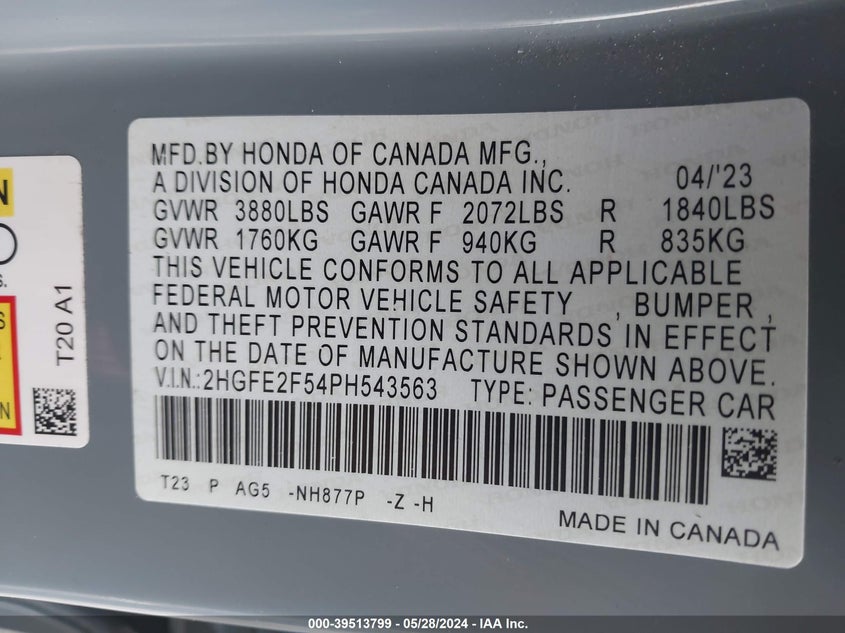 MFD.BY HONDA OF CANADA MFG.,
A DIVISION OF HONDA CANADA INC. 04/'23
GVWR 3880LBS GAWR F 2072LBS R 1840LBS
GVWR 1760KG GAWR F 940KG R 835KG
THIS VEHICLE CONFORMS TO ALL APPLICABLE
FEDERAL MOTOR VEHICLE SAFETY , BUMPER ,
AND THEFT PREVENTION STANDARDS IN EFFECT
ON THE DATE OF MANUFACTURE SHOWN ABOVE.
V.I.N.:2HGFE2F54PH543563 TYPE: PASSENGER CAR
T23 P AG5 -NH877P -Z -H
MADE IN CANADA
T20 A1
000-39513799 - 05/28/2024 - IAA Inc.